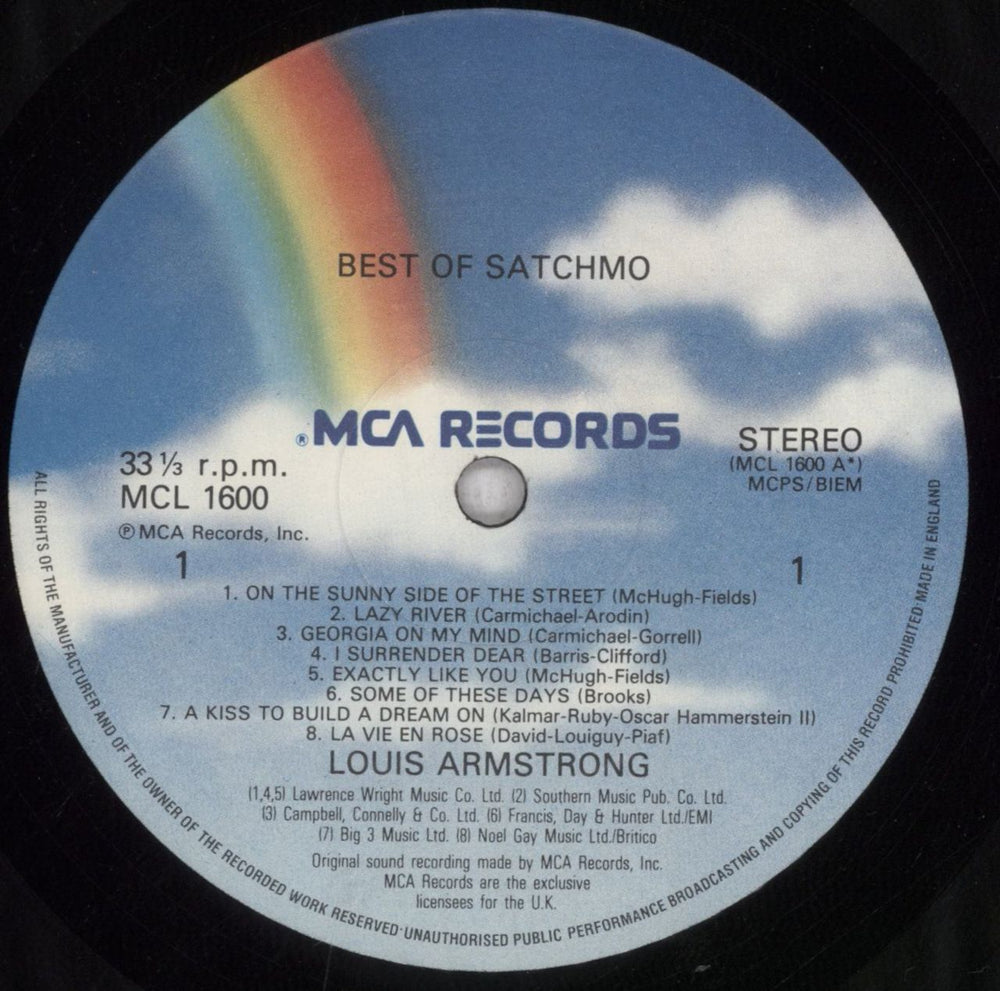 BEST OF SATCHMO
®MCA RECORDS
33 ⅓ r.p.m.
MCL 1600
℗ MCA Records, Inc.
1
STEREO
(MCL 1600 A*)
MCPS/BIEM
1
1. ON THE SUNNY SIDE OF THE STREET (McHugh-Fields)
2. LAZY RIVER (Carmichael-Arodin)
3. GEORGIA ON MY MIND (Carmichael-Gorrell)
4. I SURRENDER DEAR (Barris-Clifford)
5. EXACTLY LIKE YOU (McHugh-Fields)
6. SOME OF THESE DAYS (Brooks)
7. A KISS TO BUILD A DREAM ON (Kalmar-Ruby-Oscar Hammerstein II)
8. LA VIE EN ROSE (David-Louiguy-Piaf)
LOUIS ARMSTRONG
(1,4,5) Lawrence Wright Music Co. Ltd. (2) Southern Music Pub. Co. Ltd.
(3) Campbell, Connelly & Co. Ltd. (6) Francis, Day & Hunter Ltd./EMI
(7) Big 3 Music Ltd. (8) Noel Gay Music Ltd./Britico
Original sound recording made by MCA Records, Inc.
MCA Records are the exclusive
licensees for the U.K.
ALL RIGHTS OF THE MANUFACTURER AND OF THE OWNER OF THE RECORDED WORK RESERVED·UNAUTHORISED PUBLIC PERFORMANCE BROADCASTING AND COPYING OF THIS RECORD PROHIBITED·MADE IN ENGLAND